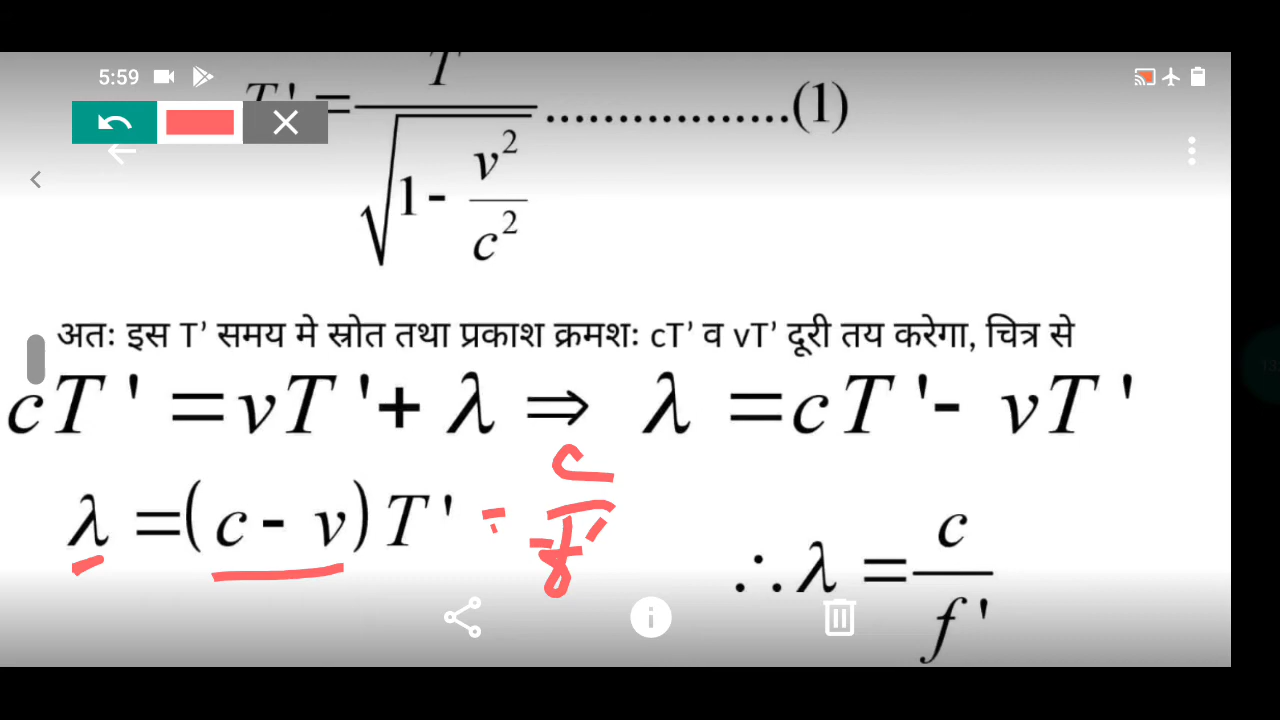 5:59
T' = T / √(1 - v²/c²) .................(1)
अतः इस T’ समय मे स्रोत तथा प्रकाश क्रमशः cT’ व vT’ दूरी तय करेगा, चित्र से
cT' = vT' + λ ⇒ λ = cT' - vT'
λ = (c - v) T' = c / f'
∴ λ = c / f'